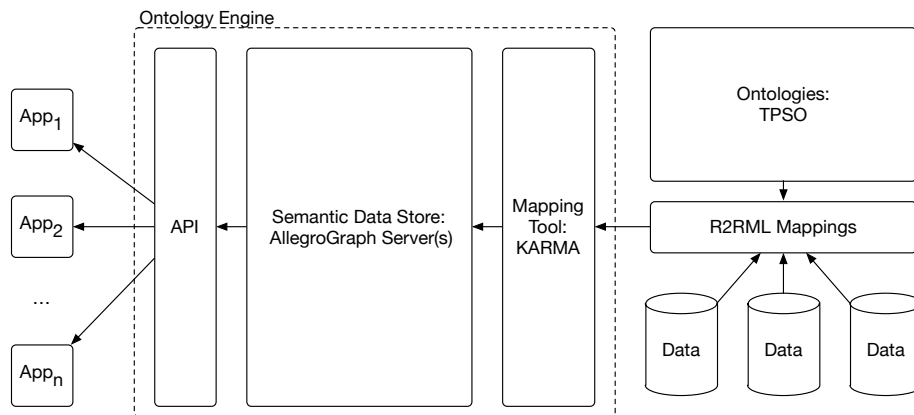 Ontology Engine
App1
App2
...
Appn
API
Semantic Data Store:
AllegroGraph Server(s)
Mapping
Tool:
KARMA
Ontologies:
TPSO
R2RML Mappings
Data
Data
Data